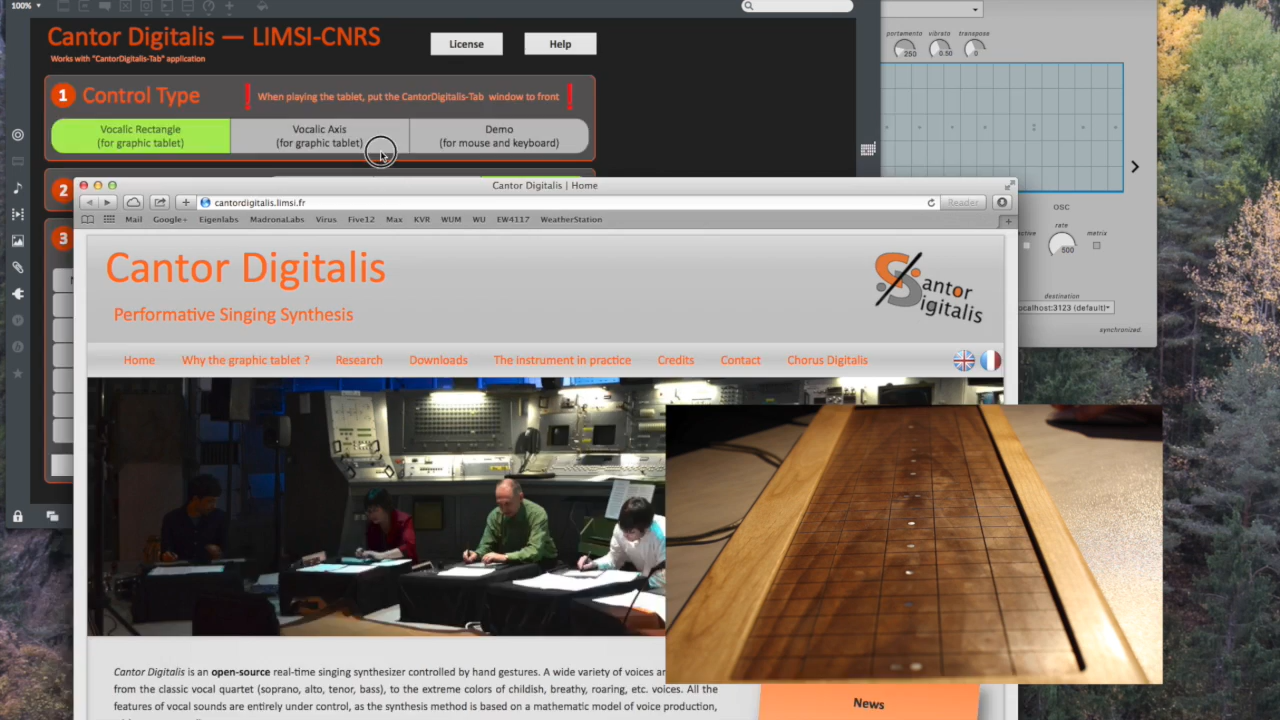 100%
Cantor Digitalis — LIMSI-CNRS
Works with "CantorDigitalis-Tab" application
License
Help
1
Control Type
When playing the tablet, put the CantorDigitalis-Tab window to front
Vocalic Rectangle
(for graphic tablet)
Vocalic Axis
(for graphic tablet)
Demo
(for mouse and keyboard)
2
3
portamento
vibrato
transpose
250
0.50
0
OSC
rate
matrix
500
destination
localhost:3123 (default)
synchronized.
Cantor Digitalis | Home
cantordigitalis.limsi.fr
Reader
Mail Google+ Eigenlabs MadronaLabs Virus Five12 Max KVR WUM WU EW4117 WeatherStation
Cantor Digitalis
Performative Singing Synthesis
Cantor
Digitalis
Home Why the graphic tablet ? Research Downloads The instrument in practice Credits Contact Chorus Digitalis
Cantor Digitalis is an open-source real-time singing synthesizer controlled by hand gestures. A wide variety of voices
from the classic vocal quartet (soprano, alto, tenor, bass), to the extreme colors of childish, breathy, roaring, etc. voices. All the
features of vocal sounds are entirely under control, as the synthesis method is based on a mathematic model of voice production,
News